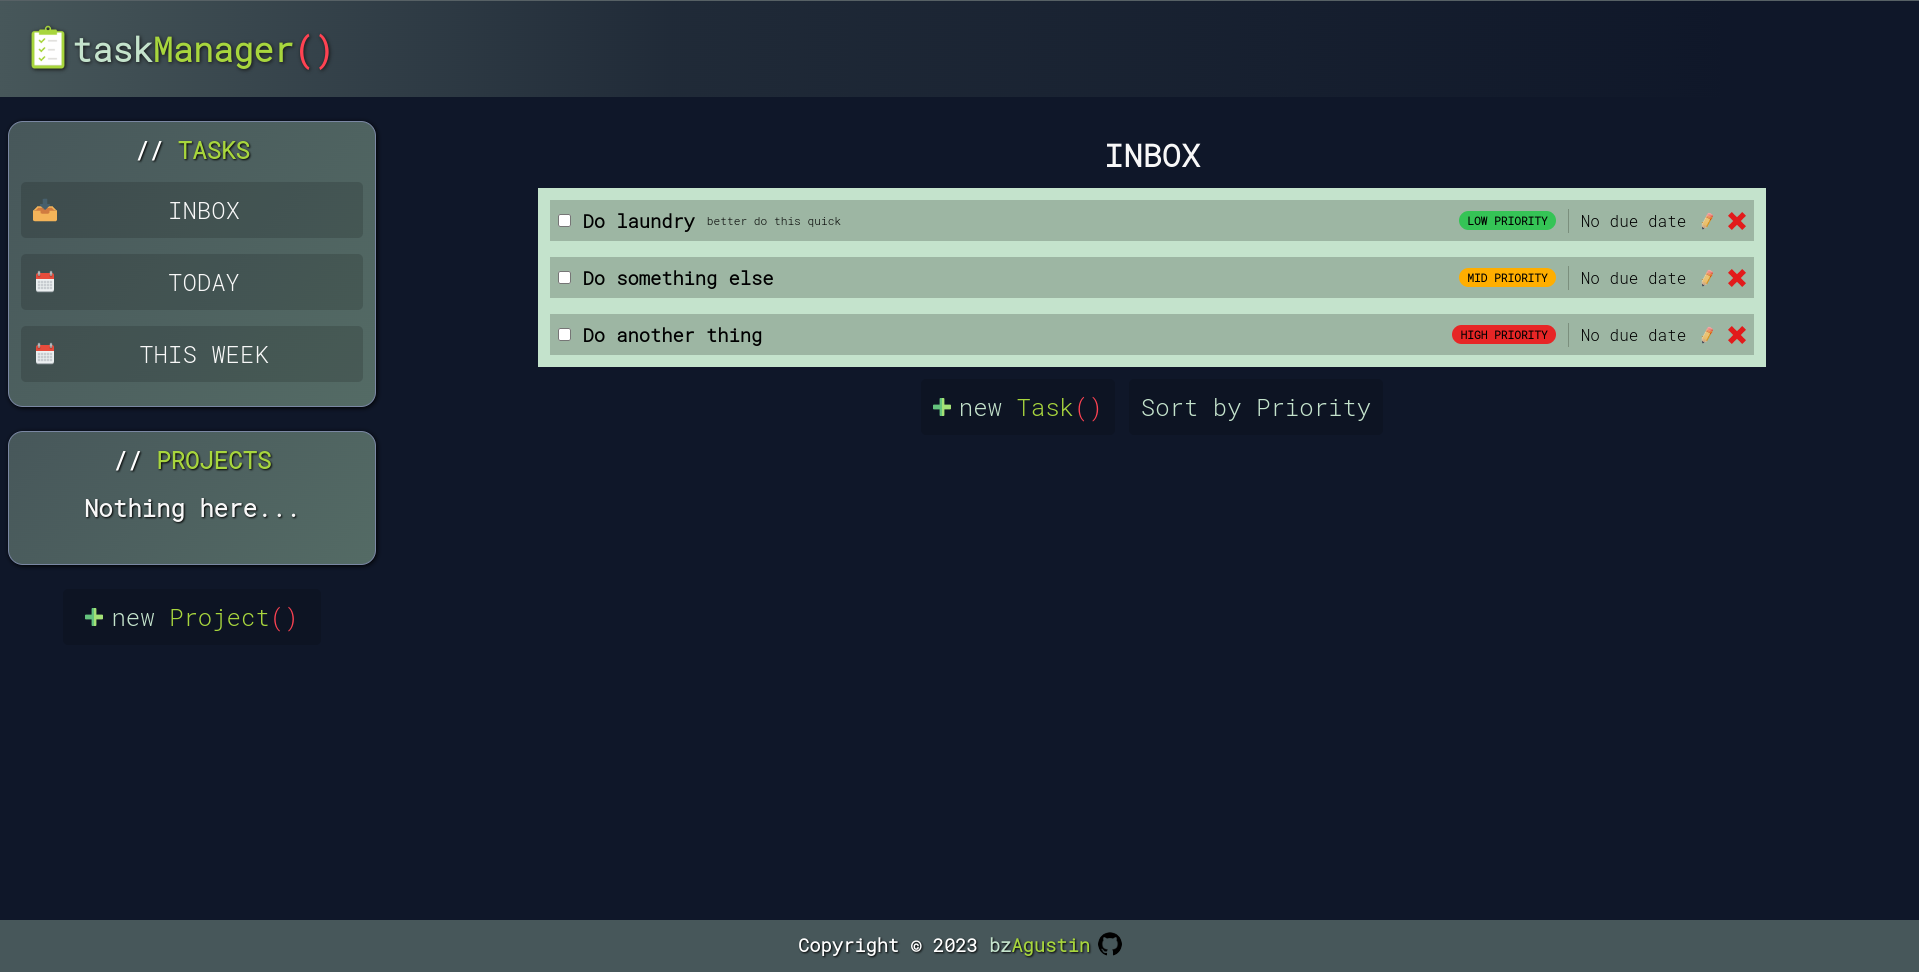 taskManager()
// TASKS
INBOX
TODAY
THIS WEEK
// PROJECTS
Nothing here...
new Project()
INBOX
Do laundry better do this quick LOW PRIORITY No due date
Do something else MID PRIORITY No due date
Do another thing HIGH PRIORITY No due date
new Task() Sort by Priority
Copyright © 2023 bzAgustin